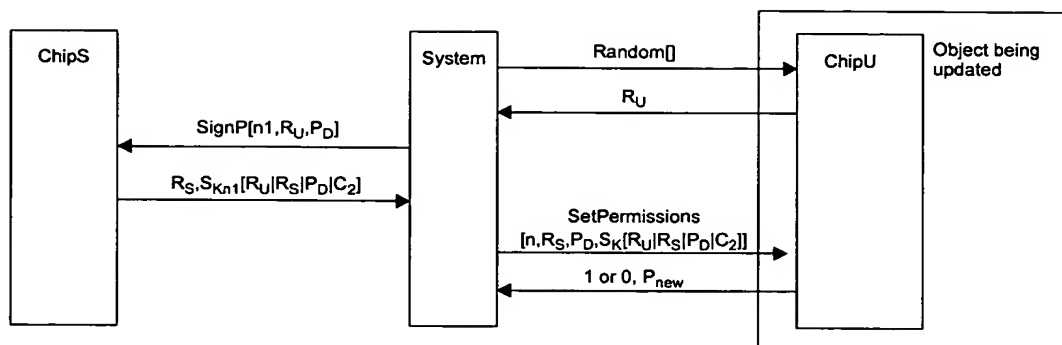 ChipS
System
ChipU
Object being
updated
Random[]
R_U
SignP[n1,R_U,P_D]
R_S,S_Kn1[R_U|R_S|P_D|C_2]
SetPermissions
[n,R_S,P_D,S_K[R_U|R_S|P_D|C_2]]
1 or 0, P_new